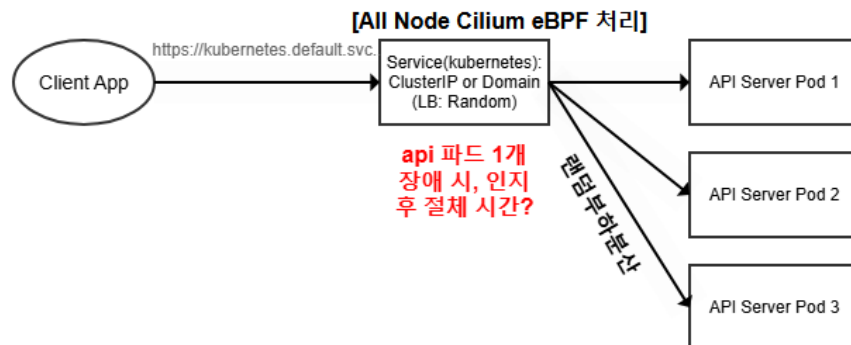 [All Node Cilium eBPF 처리]
https://kubernetes.default.svc.
Client App
Service(kubernetes):
ClusterIP or Domain
(LB: Random)
API Server Pod 1
api 파드 1개
장애 시, 인지
후 절체 시간?
랜덤부하분산
API Server Pod 2
API Server Pod 3